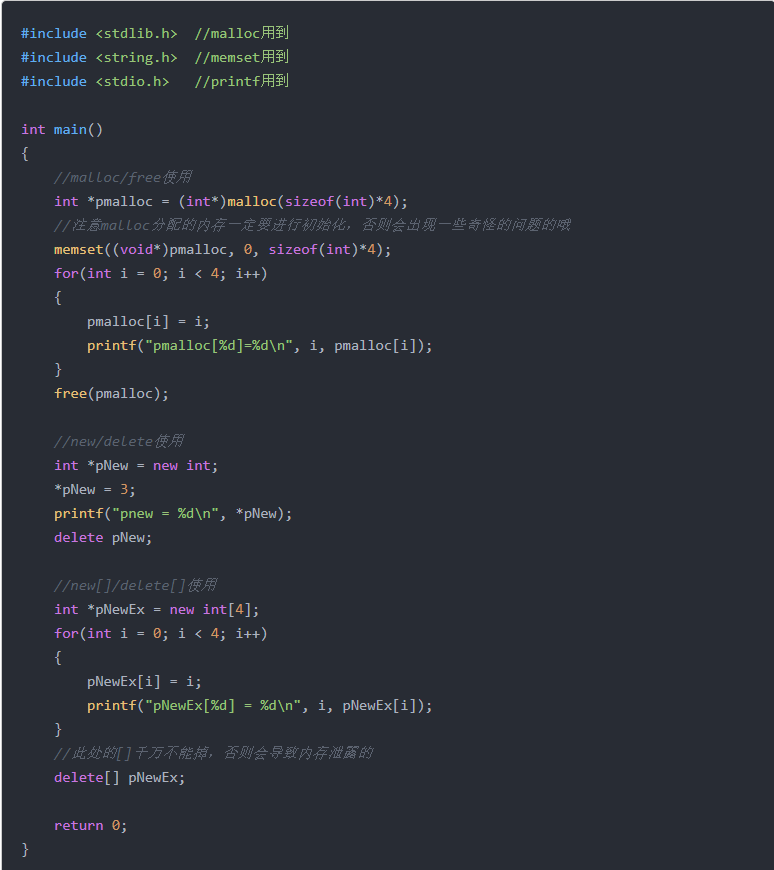 #include <stdlib.h>  //malloc用到
#include <string.h>  //memset用到
#include <stdio.h>   //printf用到
int main()
{
    //malloc/free使用
    int *pmalloc = (int*)malloc(sizeof(int)*4);
    //注意malloc分配的内存一定要进行初始化，否则会出现一些奇怪的问题的哦
    memset((void*)pmalloc, 0, sizeof(int)*4);
    for(int i = 0; i < 4; i++)
    {
        pmalloc[i] = i;
        printf("pmalloc[%d]=%d\n", i, pmalloc[i]);
    }
    free(pmalloc);
    //new/delete使用
    int *pNew = new int;
    *pNew = 3;
    printf("pnew = %d\n", *pNew);
    delete pNew;
    //new[]/delete[]使用
    int *pNewEx = new int[4];
    for(int i = 0; i < 4; i++)
    {
        pNewEx[i] = i;
        printf("pNewEx[%d] = %d\n", i, pNewEx[i]);
    }
    //此处的[]千万不能掉，否则会导致内存泄露的
    delete[] pNewEx;
    return 0;
}